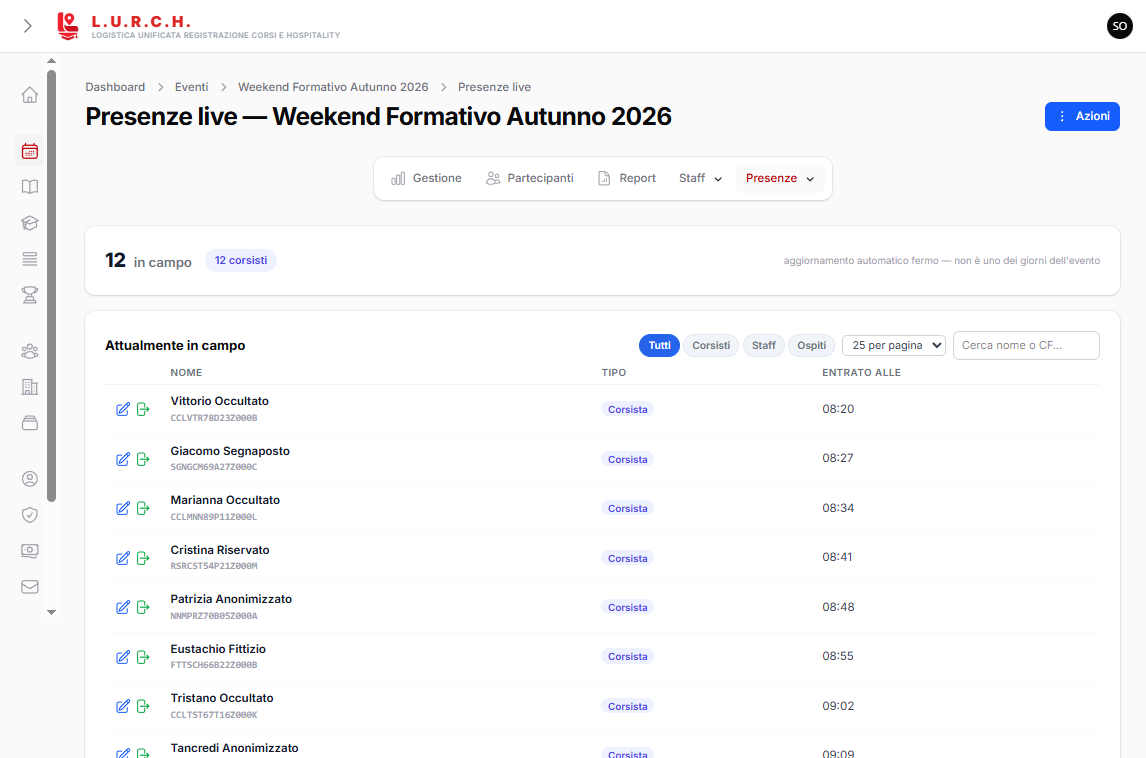 L.U.R.C.H.
LOGISTICA UNIFICATA REGISTRAZIONE CORSI E HOSPITALITY
SO
Dashboard > Eventi > Weekend Formativo Autunno 2026 > Presenze live
Presenze live — Weekend Formativo Autunno 2026
Azioni
Gestione Partecipanti Report Staff Presenze
12 in campo 12 corsisti aggiornamento automatico fermo — non è uno dei giorni dell'evento
Attualmente in campo Tutti Corsisti Staff Ospiti 25 per pagina Cerca nome o CF...
NOME TIPO ENTRATO ALLE
Vittorio Occultato
CCLVTR78D23Z000B
Corsista 08:20
Giacomo Segnaposto
SGNGCM69A27Z000C
Corsista 08:27
Marianna Occultato
CCLMNN89P11Z000L
Corsista 08:34
Cristina Riservato
RSRCST54P21Z000M
Corsista 08:41
Patrizia Anonimizzato
NNMPRZ70B05Z000A
Corsista 08:48
Eustachio Fittizio
FTTSCH66B22Z000B
Corsista 08:55
Tristano Occultato
CCLTST67T16Z000K
Corsista 09:02
Tancredi Anonimizzato
Corsista 09:09